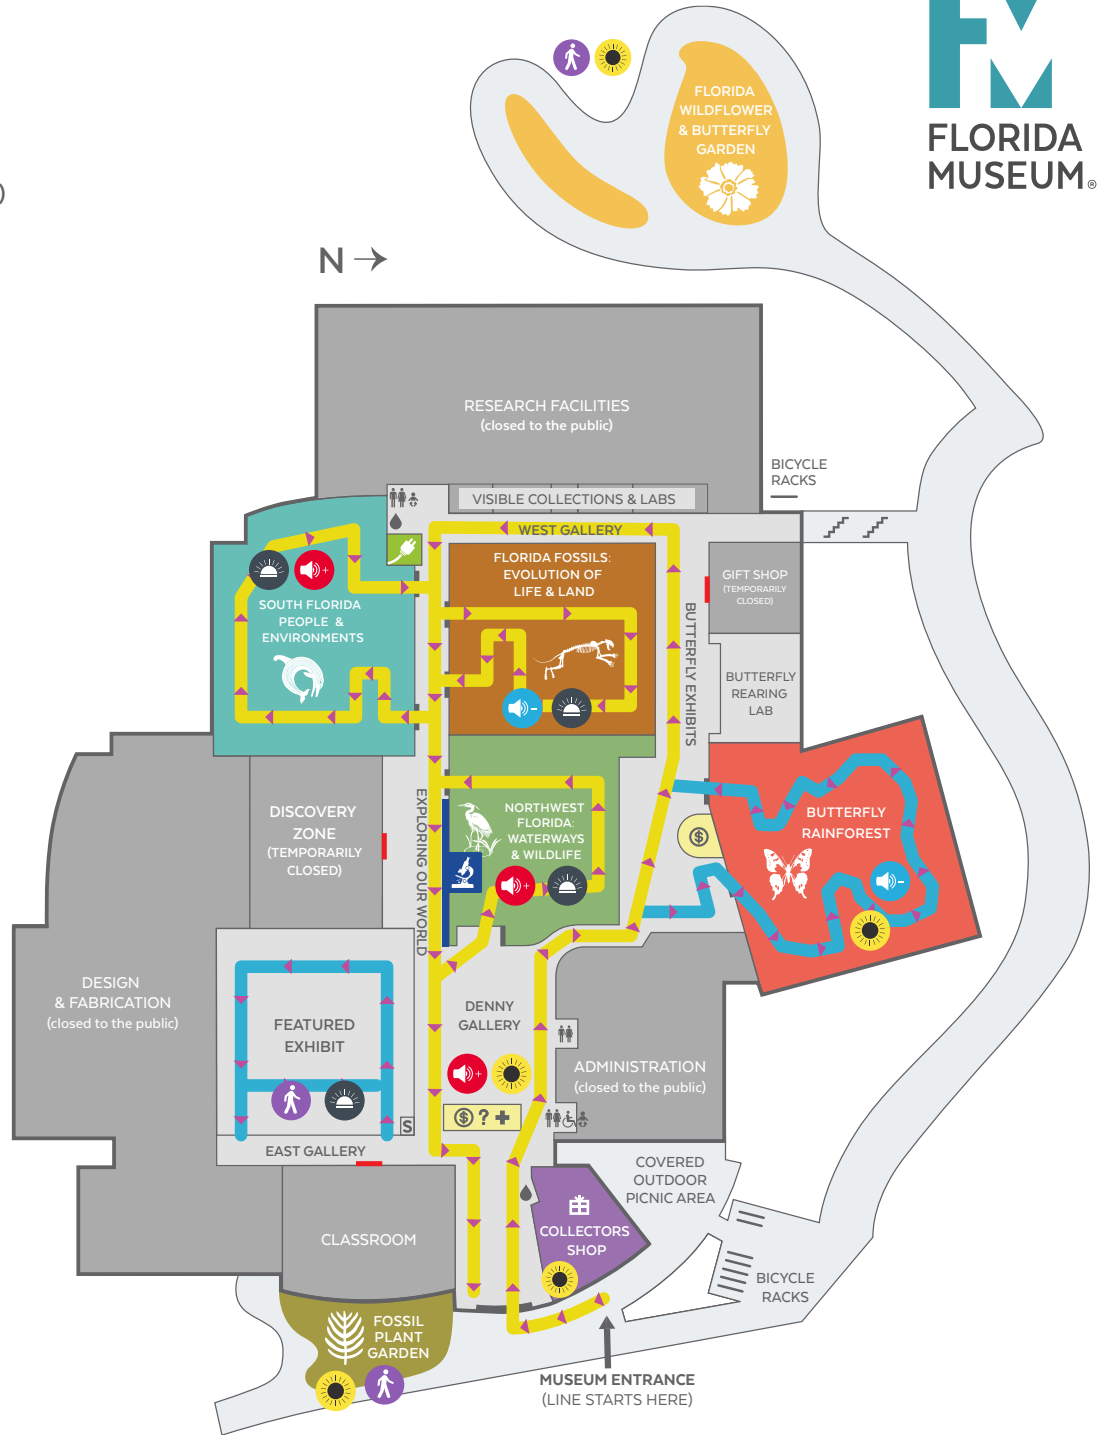 FLORIDA
MUSEUM®
)
FLORIDA
WILDFLOWER
& BUTTERFLY
GARDEN
N
RESEARCH FACILITIES
(closed to the public)
BICYCLE
RACKS
VISIBLE COLLECTIONS & LABS
WEST GALLERY
FLORIDA FOSSILS:
EVOLUTION OF
LIFE & LAND
GIFT SHOP
(TEMPORARILY
CLOSED)
SOUTH FLORIDA
PEOPLE &
ENVIRONMENTS
BUTTERFLY EXHIBITS
BUTTERFLY
REARING
LAB
DISCOVERY
ZONE
(TEMPORARILY
CLOSED)
EXPLORING OUR WORLD
NORTHWEST
FLORIDA:
WATERWAYS
& WILDLIFE
$
BUTTERFLY
RAINFOREST
DESIGN
& FABRICATION
(closed to the public)
FEATURED
EXHIBIT
DENNY
GALLERY
ADMINISTRATION
(closed to the public)
$ ? +
S
EAST GALLERY
COVERED
OUTDOOR
PICNIC AREA
CLASSROOM
COLLECTORS
SHOP
BICYCLE
RACKS
FOSSIL
PLANT
GARDEN
MUSEUM ENTRANCE
(LINE STARTS HERE)